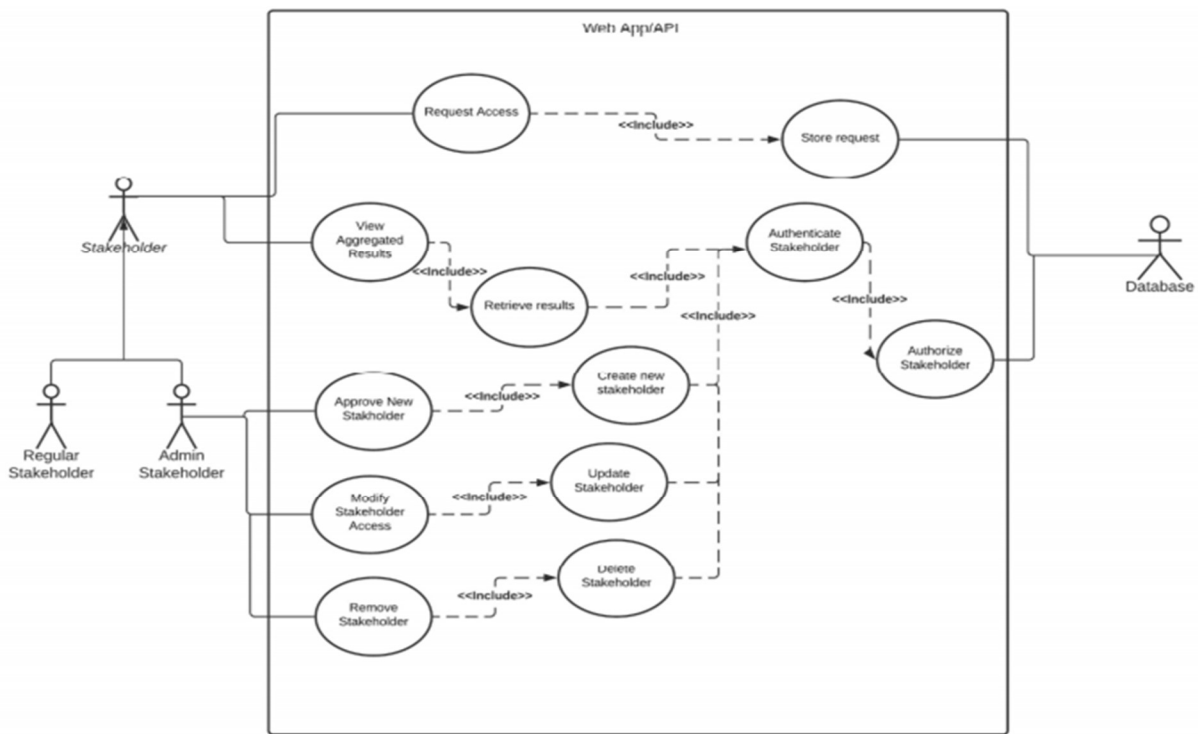 Web App/API
Request Access
<<Include>>
Store request
Stakeholder
View
Aggregated
Results
<<Include>>
Retrieve results
<<Include>>
Authenticate
Stakeholder
<<Include>>
<<Include>>
Authorize
Stakeholder
Database
Regular
Stakeholder
Admin
Stakeholder
Approve New
Stakholder
<<Include>>
Create new
stakeholder
Modify
Stakeholder
Access
<<Include>>
Update
Stakeholder
Remove
Stakeholder
<<Include>>
Delete
Stakeholder